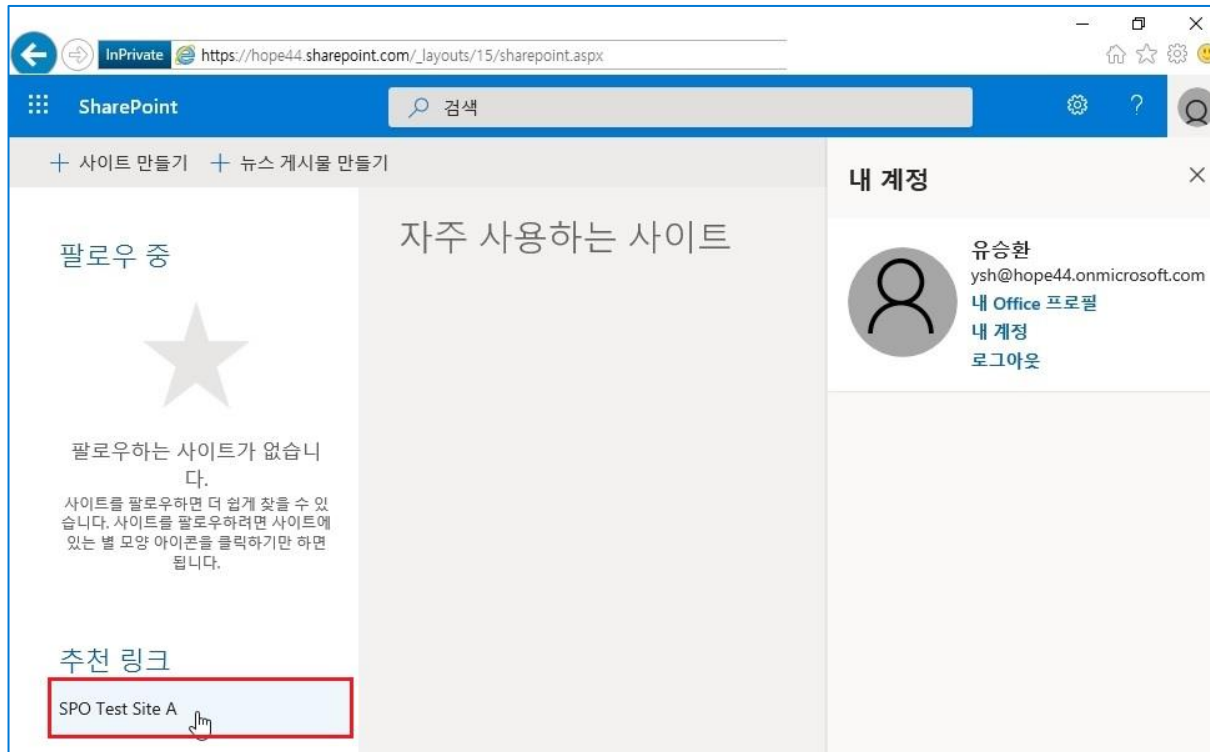 InPrivate https://hope44.sharepoint.com/_layouts/15/sharepoint.aspx
SharePoint 검색 ?
+ 사이트 만들기 + 뉴스 게시물 만들기
팔로우 중
팔로우하는 사이트가 없습니
다.
사이트를 팔로우하면 더 쉽게 찾을 수 있
습니다. 사이트를 팔로우하려면 사이트에
있는 별 모양 아이콘을 클릭하기만 하면
됩니다.
추천 링크
SPO Test Site A
자주 사용하는 사이트
내 계정
유승환
ysh@hope44.onmicrosoft.com
내 Office 프로필
내 계정
로그아웃